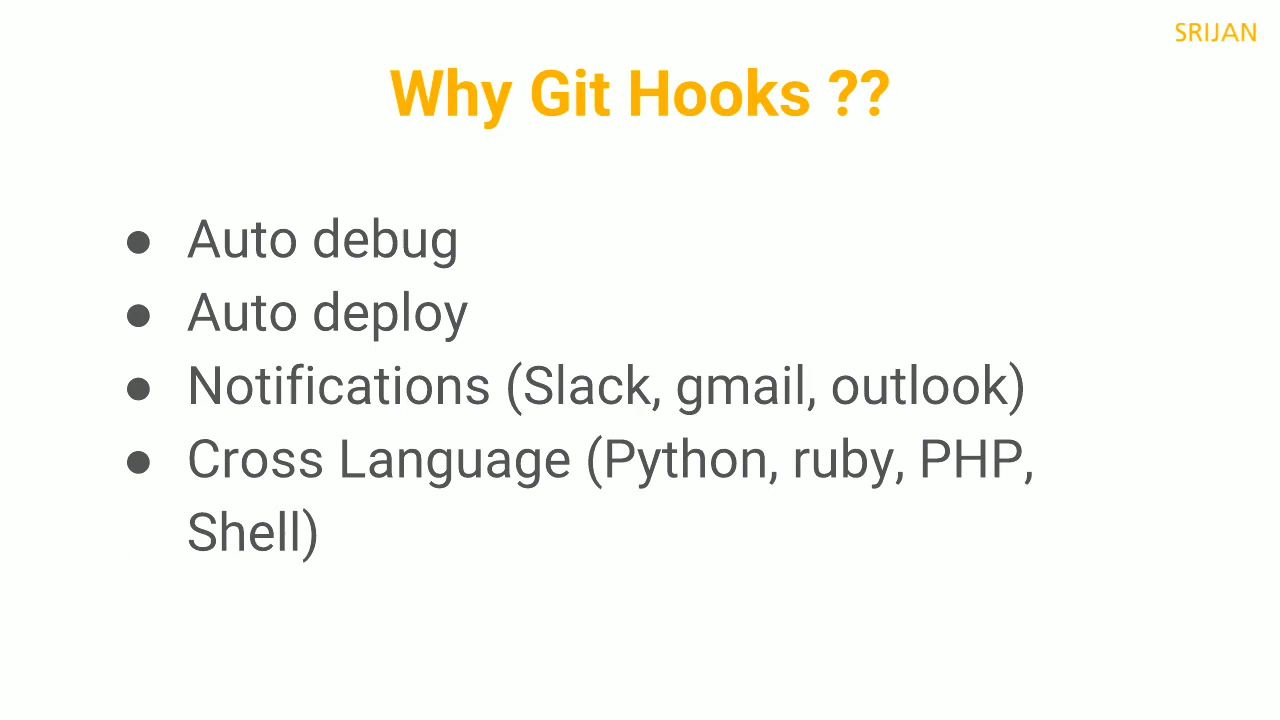 SRIJAN
Why Git Hooks ??
● Auto debug
● Auto deploy
● Notifications (Slack, gmail, outlook)
● Cross Language (Python, ruby, PHP,
Shell)